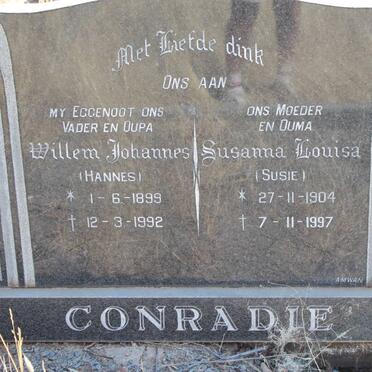 Met Liefde dink
ONS AAN
MY EGGENOOT ONS
VADER EN OUPA
Willem Johannes
(HANNES)
* 1-6-1899
† 12-3-1992
ONS MOEDER
EN OUMA
Susanna Louisa
(SUSIE)
* 27-11-1904
† 7-11-1997
AMWAN
CONRADIE